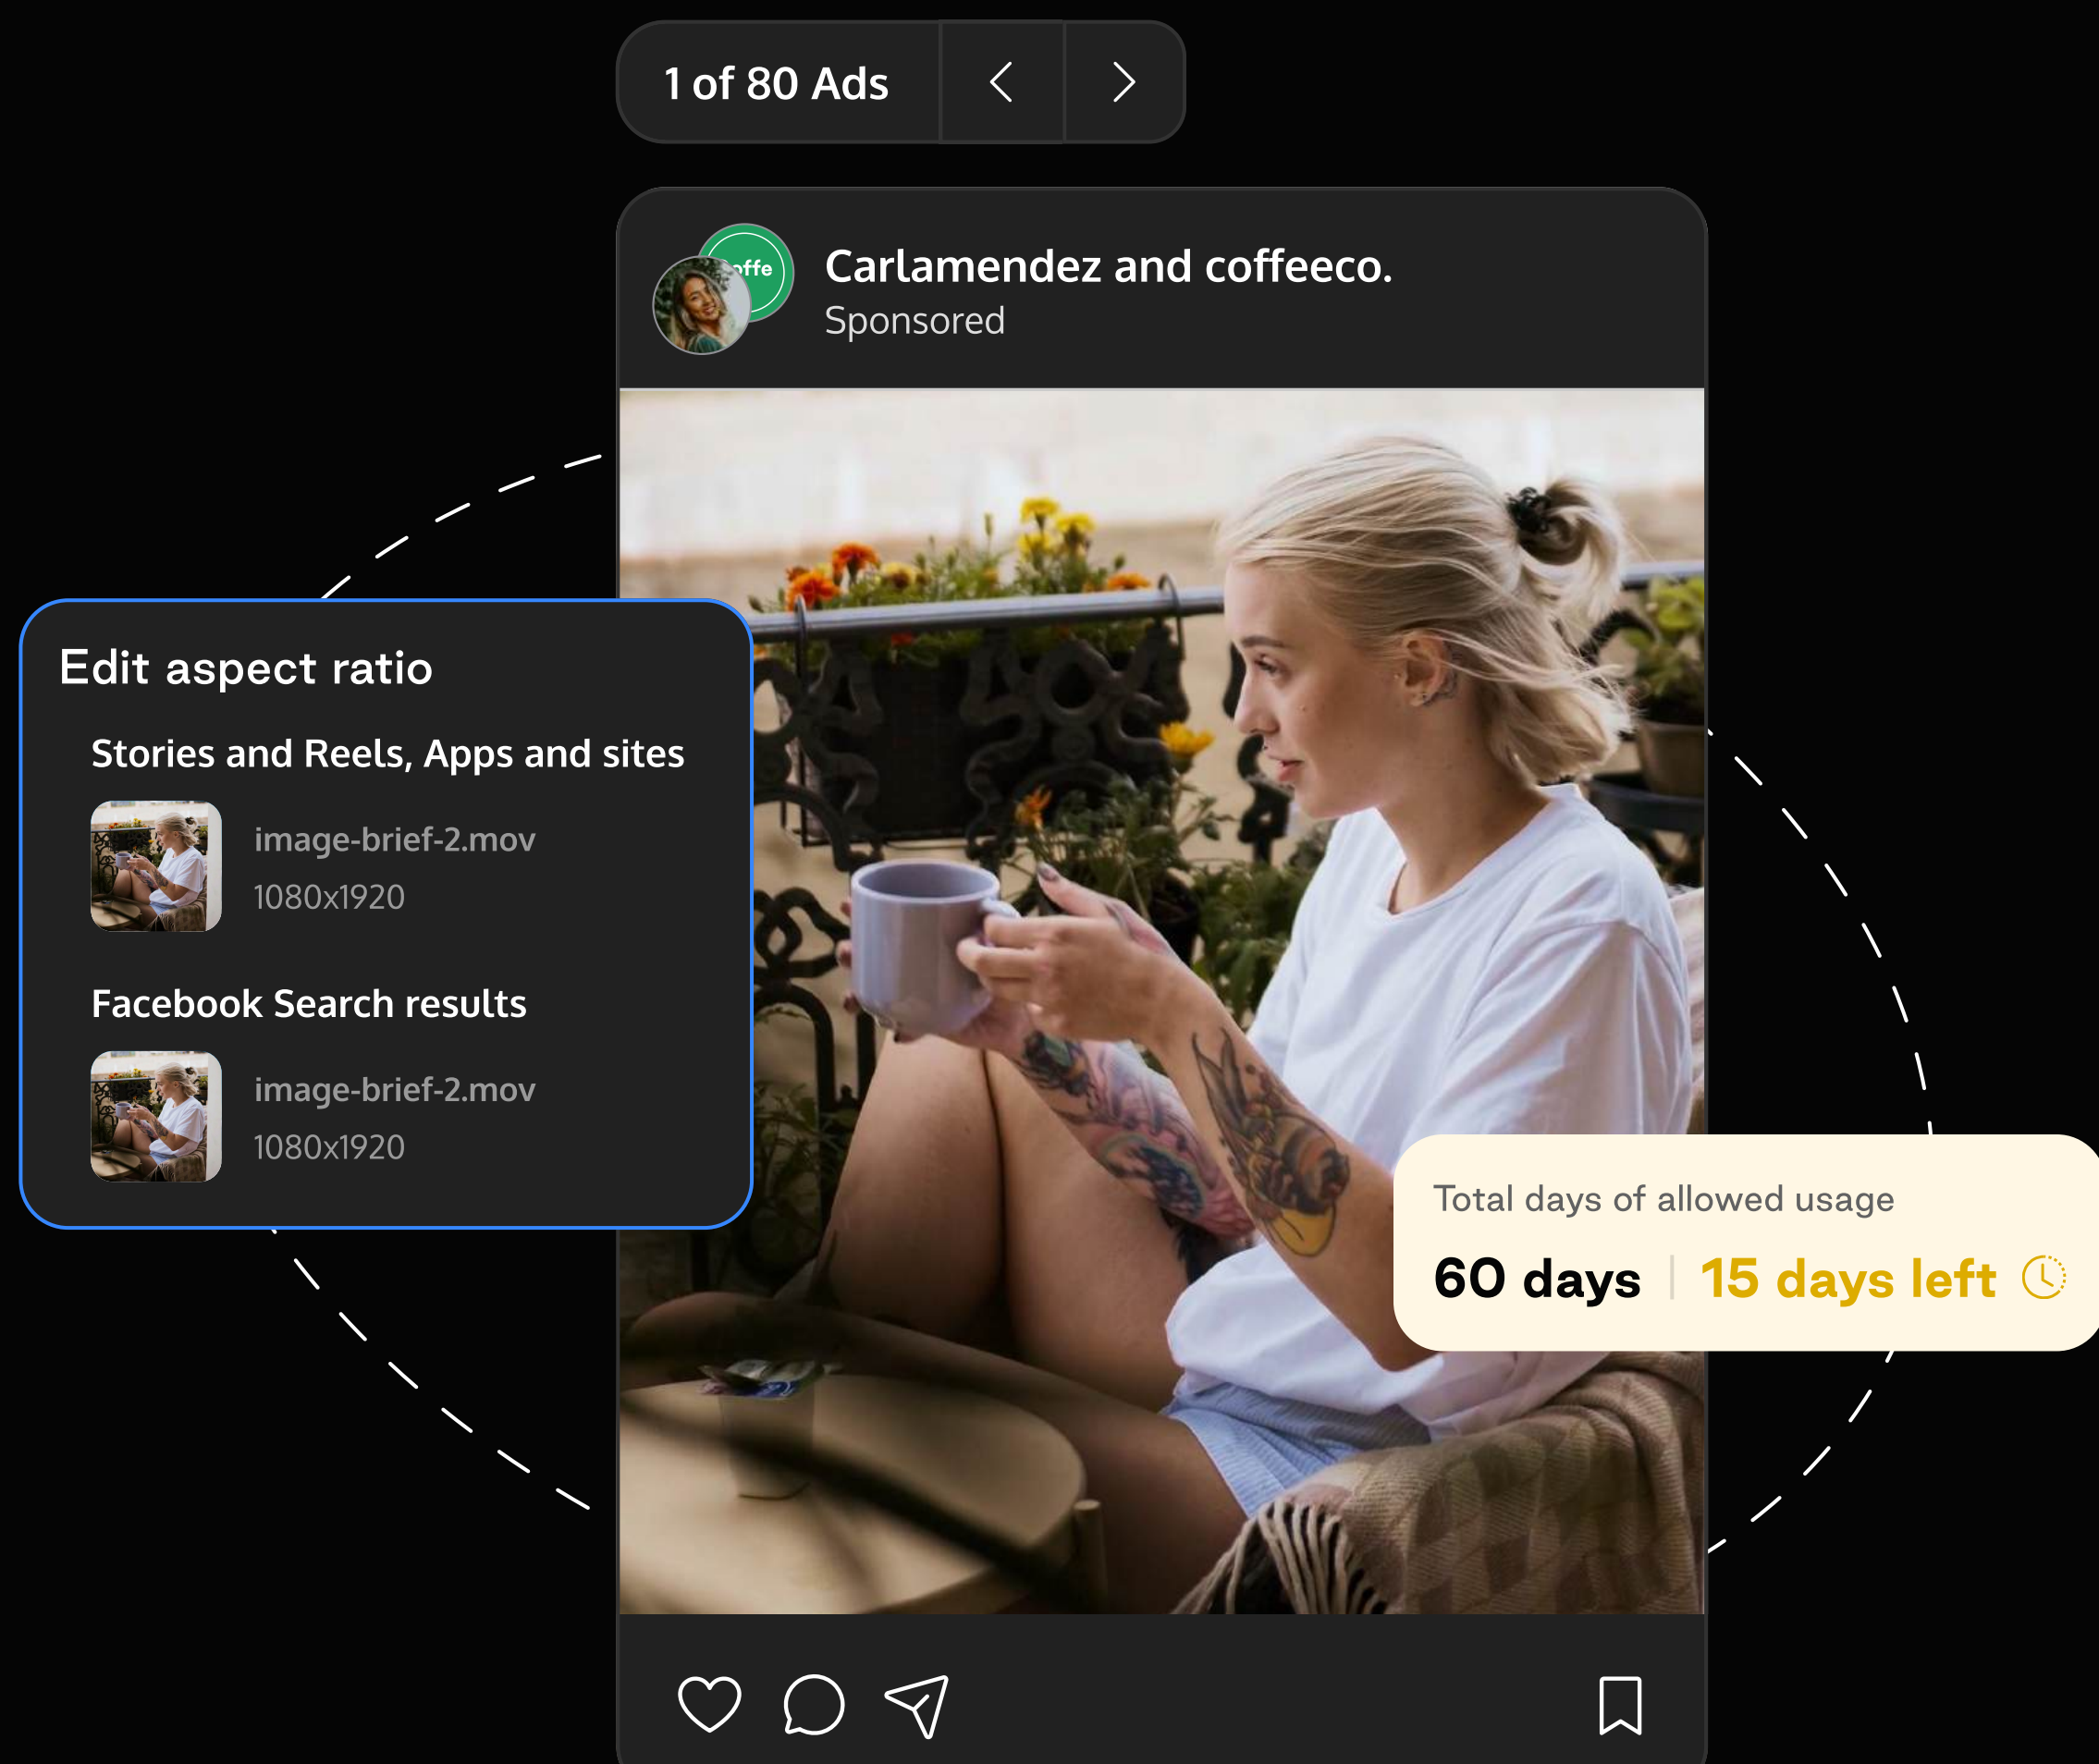 1 of 80 Ads
Carlamendez and coffeeco.
Sponsored
Edit aspect ratio
Stories and Reels, Apps and sites
image-brief-2.mov
1080x1920
Facebook Search results
image-brief-2.mov
1080x1920
Total days of allowed usage
60 days | 15 days left